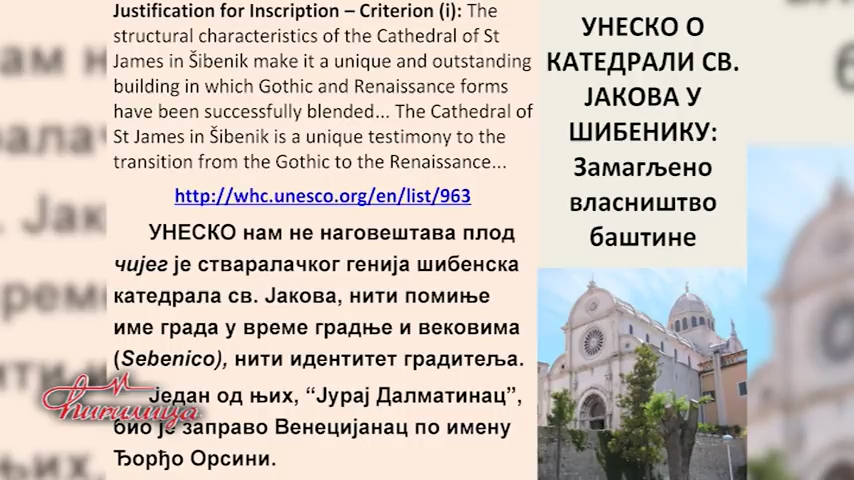 Justification for Inscription – Criterion (i): The
structural characteristics of the Cathedral of St
James in Šibenik make it a unique and outstanding
building in which Gothic and Renaissance forms
have been successfully blended... The Cathedral of
St James in Šibenik is a unique testimony to the
transition from the Gothic to the Renaissance...
http://whc.unesco.org/en/list/963
УНЕСКО нам не наговештава плод
чијег је стваралачког генија шибенска
катедрала св. Јакова, нити помиње
име града у време градње и вековима
(Sebenico), нити идентитет градитеља.
Један од њих, “Јурај Далматинац”,
био је заправо Венецијанац по имену
Ђорђо Орсини.
УНЕСКО О
КАТЕДРАЛИ СВ.
ЈАКОВА У
ШИБЕНИКУ:
Замагљено
власништво
баштине
Ћирилица